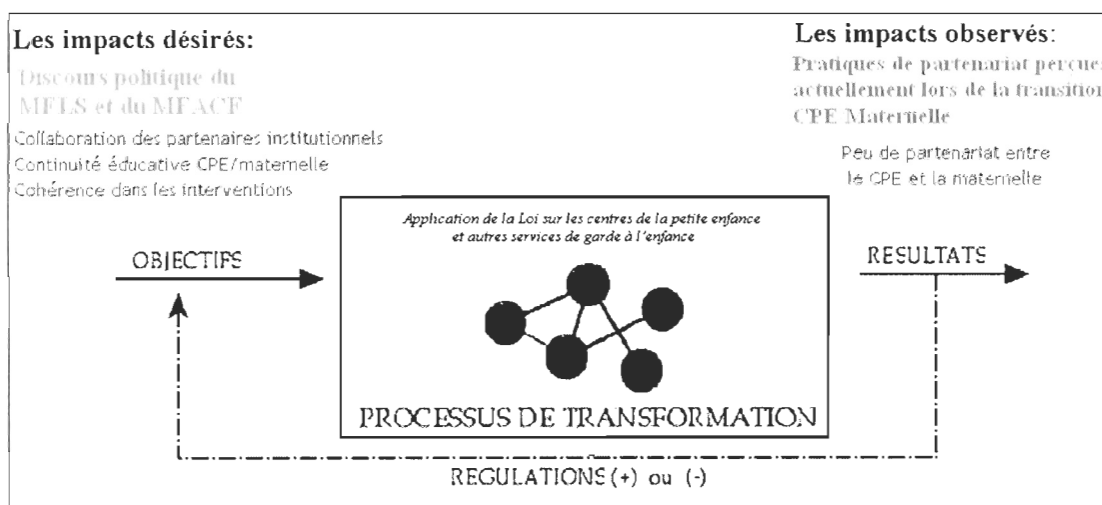 Les impacts désirés:
Discours politique du
MELS et du MFACF
Collaboration des partenaires institutionnels
Continuité éducative CPE/maternelle
Cohérence dans les interventions
Les impacts observés:
Pratiques de partenariat perçue
actuellement lors de la transition
CPE Maternelle
Peu de partenariat entre
le CPE et la maternelle
Application de la Loi sur les centres de la petite enfance
et autres services de garde à l'enfance
OBJECTIFS
RESULTATS
PROCESSUS DE TRANSFORMATION
REGULATIONS (+) ou (-)